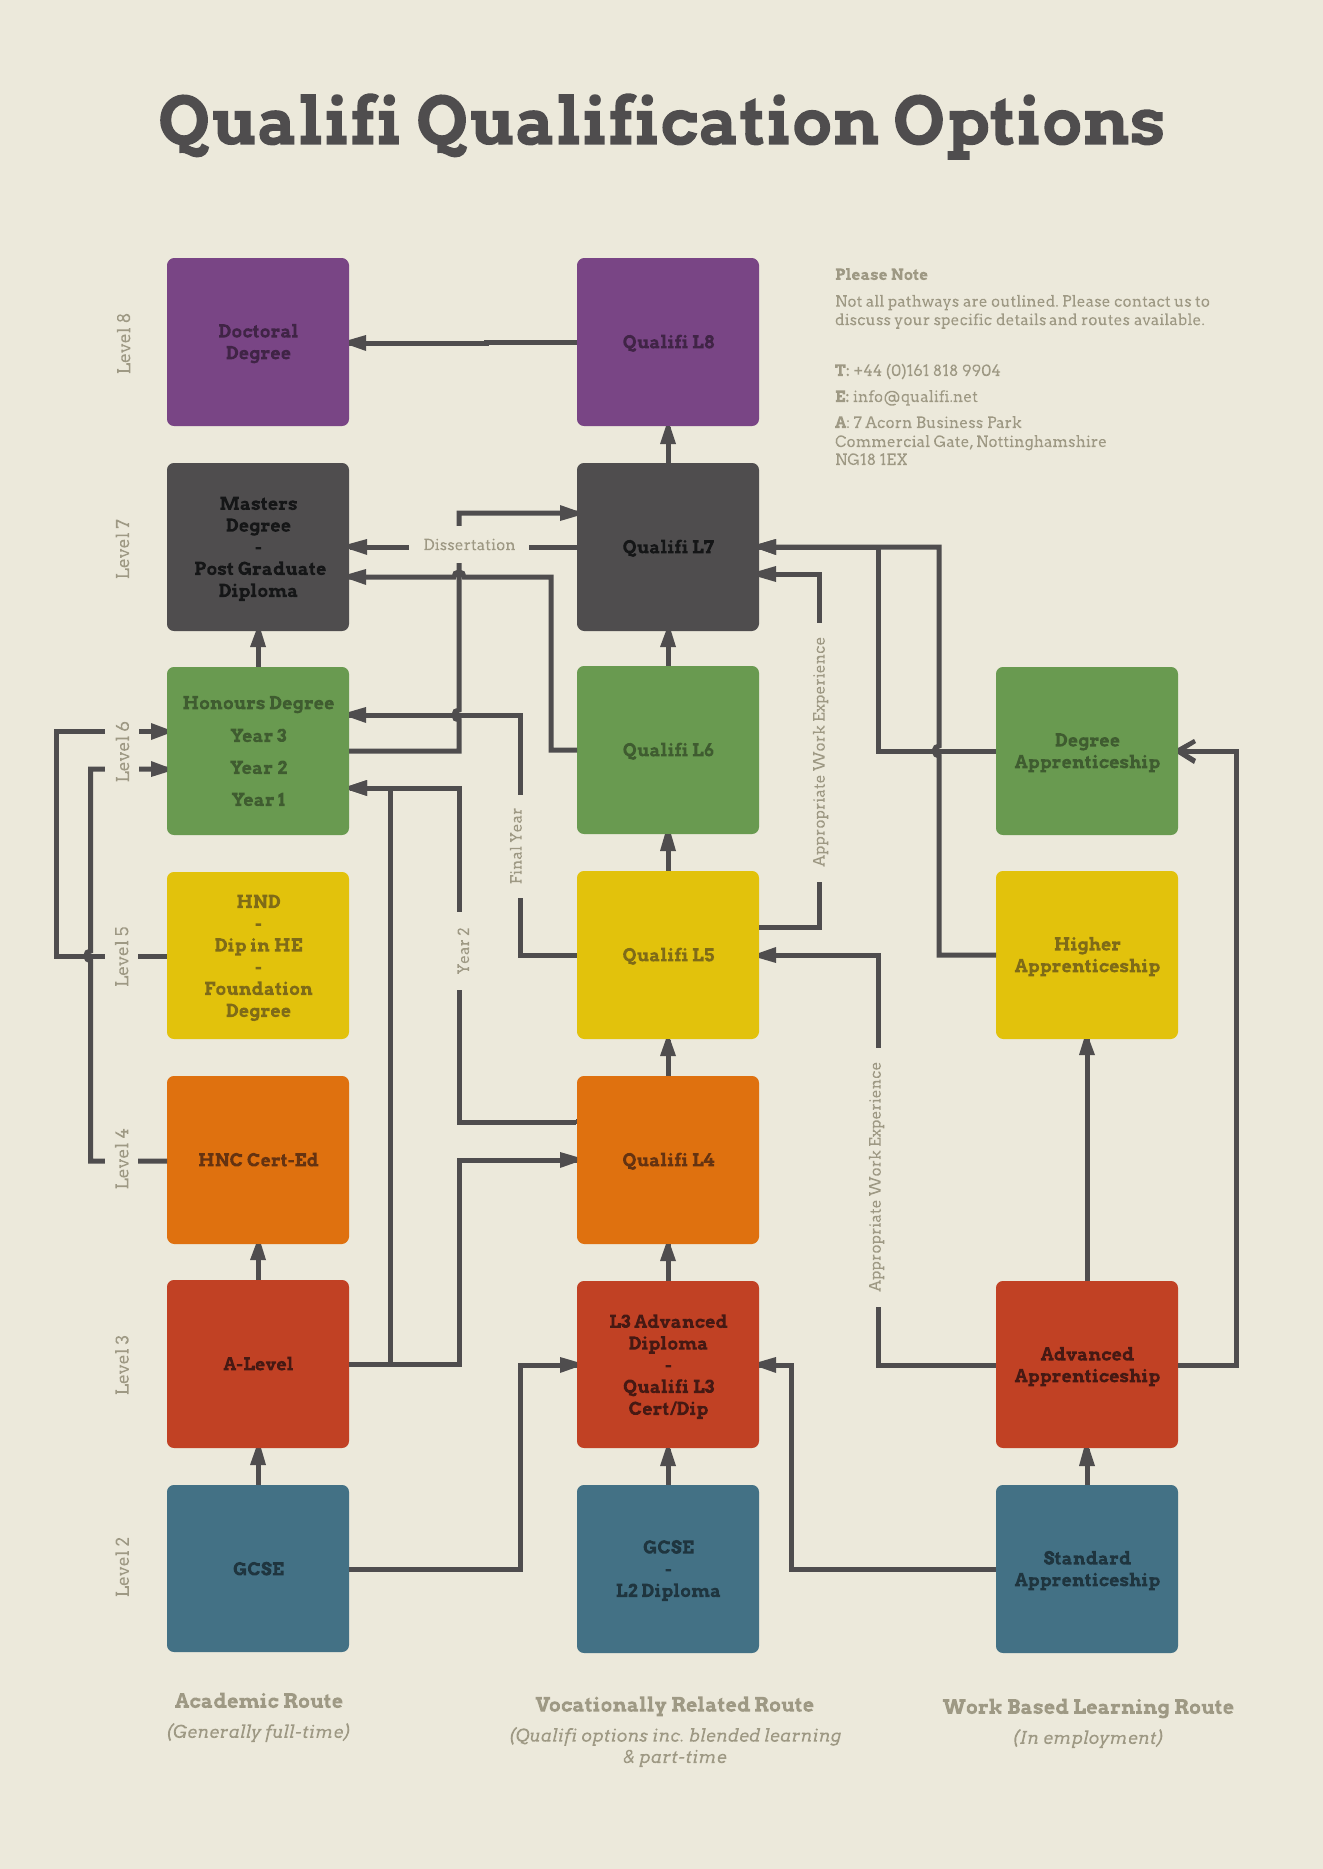 Qualifi Qualification Options
Please Note
Not all pathways are outlined. Please contact us to
discuss your specific details and routes available.
T: +44 (0)161 818 9904
E: info@qualifi.net
A: 7 Acorn Business Park
Commercial Gate, Nottinghamshire
NG18 1EX
Level 8
Doctoral
Degree
Qualifi L8
Level 7
Masters
Degree
-
Post Graduate
Diploma
Dissertation
Qualifi L7
Appropriate Work Experience
Level 6
Honours Degree
Year 3
Year 2
Year 1
Qualifi L6
Degree
Apprenticeship
Final Year
Level 5
HND
-
Dip in HE
-
Foundation
Degree
Year 2
Qualifi L5
Higher
Apprenticeship
Level 4
HNC Cert-Ed
Qualifi L4
Appropriate Work Experience
Level 3
A-Level
L3 Advanced
Diploma
-
Qualifi L3
Cert/Dip
Advanced
Apprenticeship
Level 2
GCSE
GCSE
-
L2 Diploma
Standard
Apprenticeship
Academic Route
(Generally full-time)
Vocationally Related Route
(Qualifi options inc. blended learning
& part-time
Work Based Learning Route
(In employment)